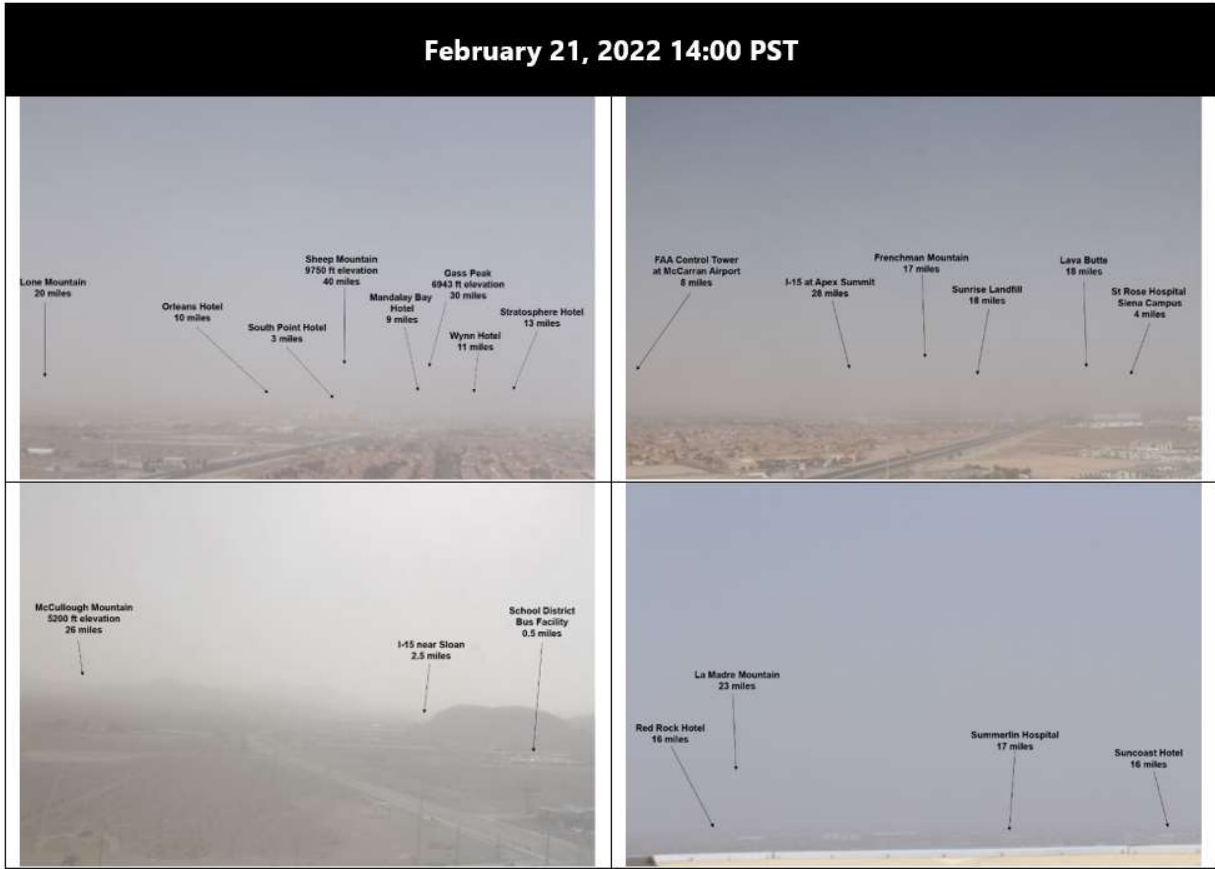 February 21, 2022 14:00 PST
Lone Mountain
20 miles
Orleans Hotel
10 miles
South Point Hotel
3 miles
Sheep Mountain
9750 ft elevation
40 miles
Mandalay Bay
Hotel
9 miles
Gass Peak
6943 ft elevation
30 miles
Wynn Hotel
11 miles
Stratosphere Hotel
13 miles
FAA Control Tower
at McCarran Airport
8 miles
I-15 at Apex Summit
28 miles
Frenchman Mountain
17 miles
Sunrise Landfill
18 miles
Lava Butte
18 miles
St Rose Hospital
Siena Campus
4 miles
McCullough Mountain
5200 ft elevation
26 miles
I-15 near Sloan
2.5 miles
School District
Bus Facility
0.5 miles
Red Rock Hotel
16 miles
La Madre Mountain
23 miles
Summerlin Hospital
17 miles
Suncoast Hotel
16 miles